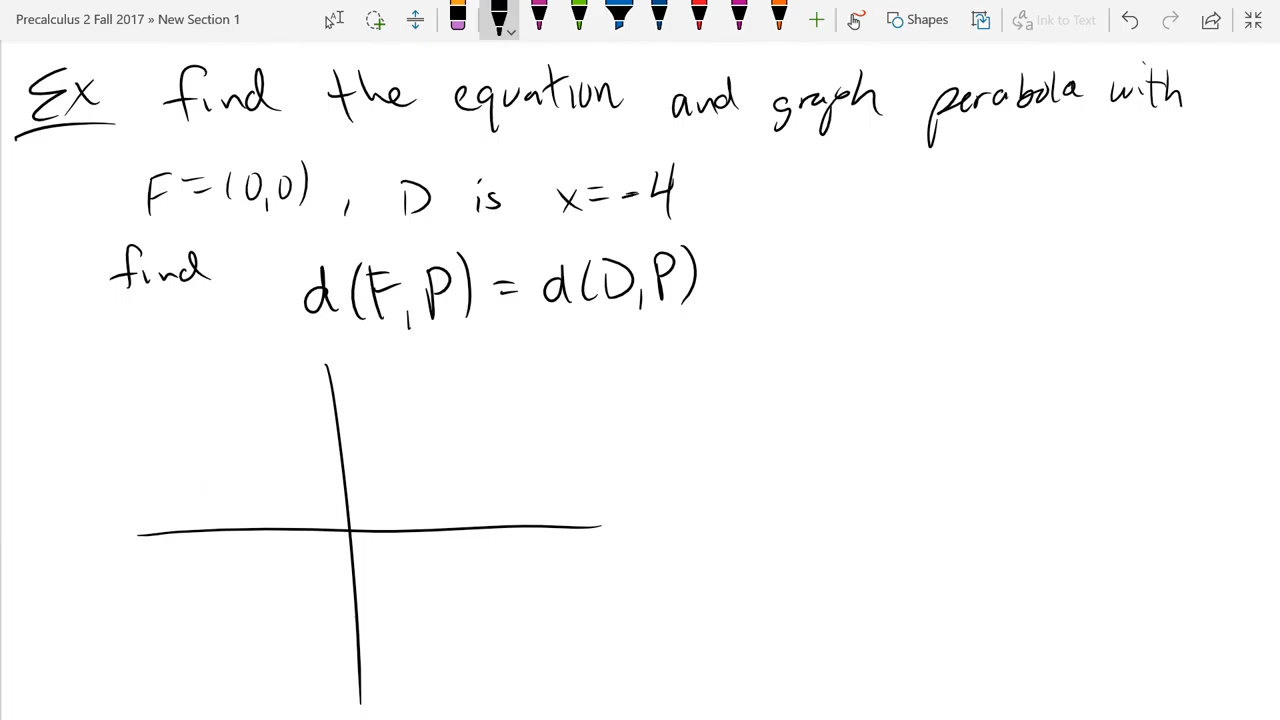 Precalculus 2 Fall 2017 » New Section 1
Shapes
Ink to Text
Ex find the equation and graph perabola with
F=(0,0), D is x=-4
find d(F,P) = d(D,P)